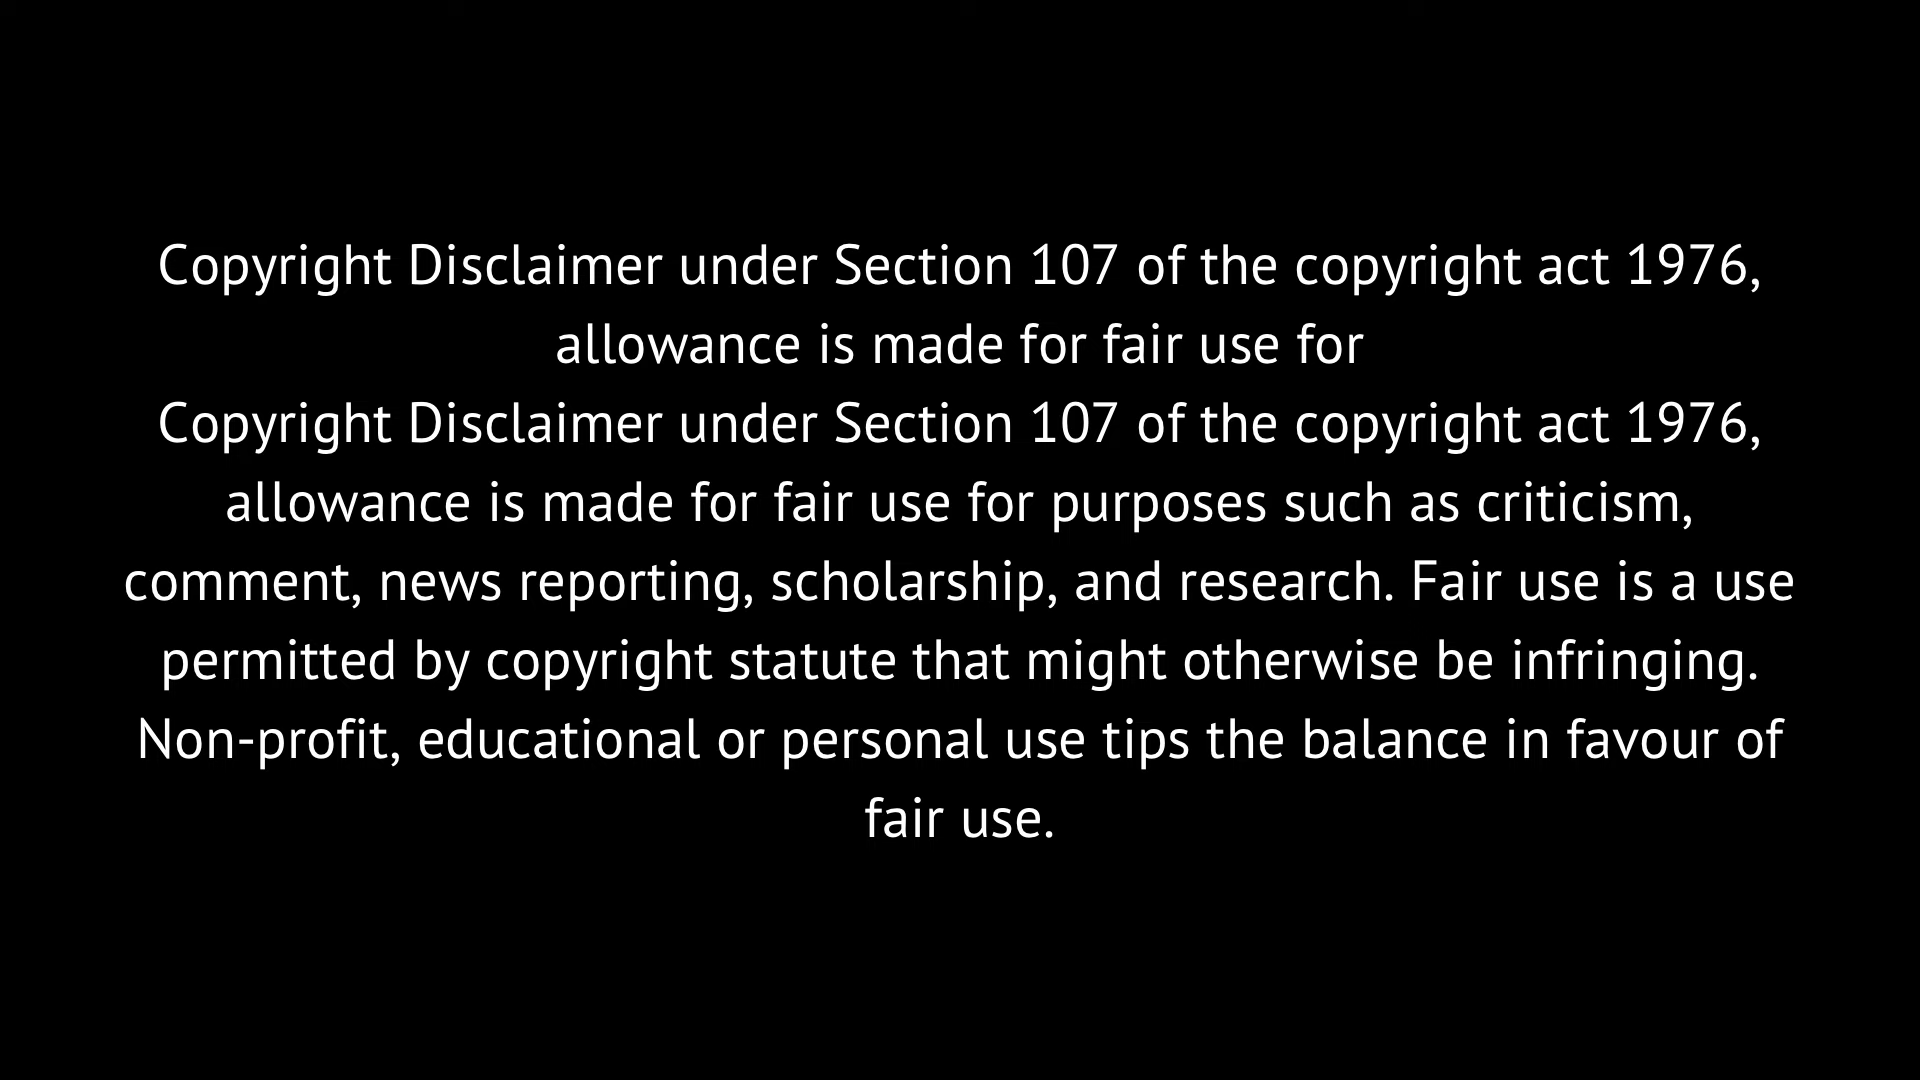 Copyright Disclaimer under Section 107 of the copyright act 1976,
allowance is made for fair use for
Copyright Disclaimer under Section 107 of the copyright act 1976,
allowance is made for fair use for purposes such as criticism,
comment, news reporting, scholarship, and research. Fair use is a use
permitted by copyright statute that might otherwise be infringing.
Non-profit, educational or personal use tips the balance in favour of
fair use.